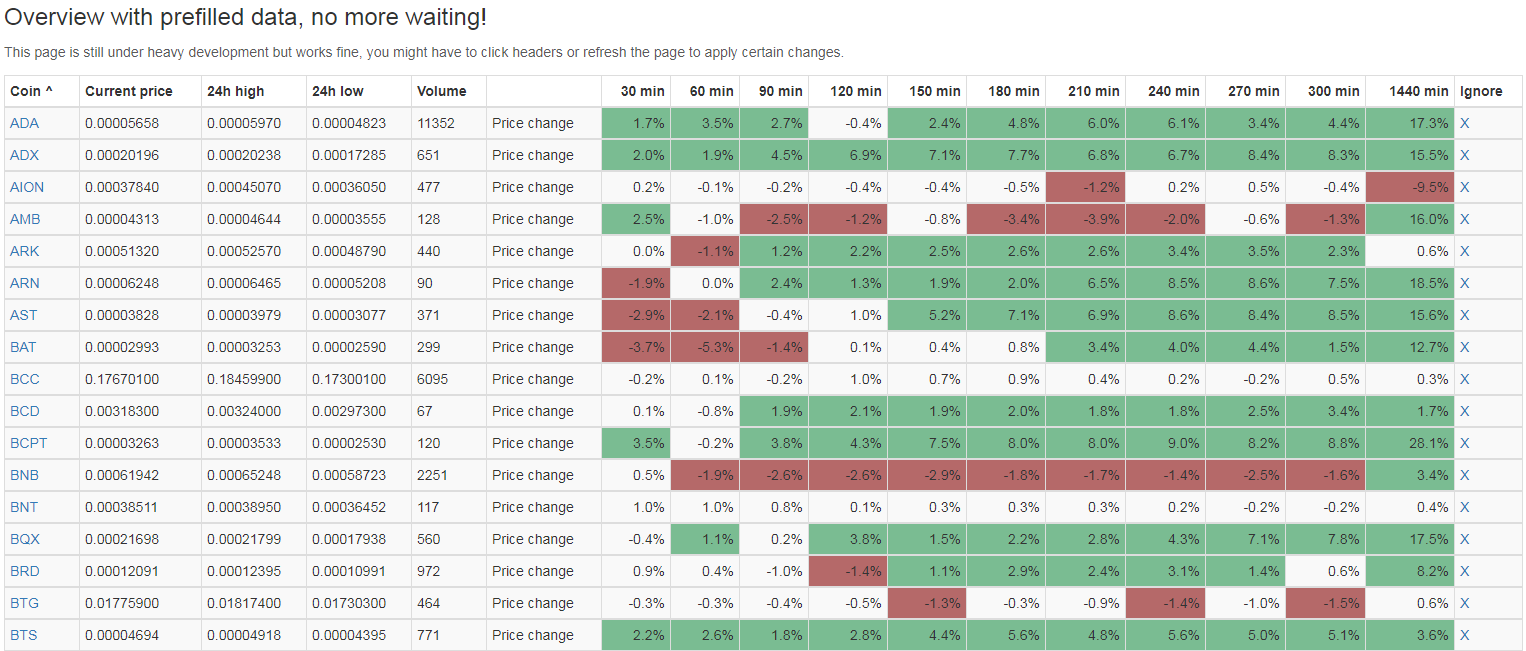 Overview with prefilled data, no more waiting!
This page is still under heavy development but works fine, you might have to click headers or refresh the page to apply certain changes.
Coin ^ Current price 24h high 24h low Volume 30 min 60 min 90 min 120 min 150 min 180 min 210 min 240 min 270 min 300 min 1440 min Ignore
ADA 0.00005658 0.00005970 0.00004823 11352 Price change 1.7% 3.5% 2.7% -0.4% 2.4% 4.8% 6.0% 6.1% 3.4% 4.4% 17.3% X
ADX 0.00020196 0.00020238 0.00017285 651 Price change 2.0% 1.9% 4.5% 6.9% 7.1% 7.7% 6.8% 6.7% 8.4% 8.3% 15.5% X
AION 0.00037840 0.00045070 0.00036050 477 Price change 0.2% -0.1% -0.2% -0.4% -0.4% -0.5% -1.2% 0.2% 0.5% -0.4% -9.5% X
AMB 0.00004313 0.00004644 0.00003555 128 Price change 2.5% -1.0% -2.5% -1.2% -0.8% -3.4% -3.9% -2.0% -0.6% -1.3% 16.0% X
ARK 0.00051320 0.00052570 0.00048790 440 Price change 0.0% -1.1% 1.2% 2.2% 2.5% 2.6% 2.6% 3.4% 3.5% 2.3% 0.6% X
ARN 0.00006248 0.00006465 0.00005208 90 Price change -1.9% 0.0% 2.4% 1.3% 1.9% 2.0% 6.5% 8.5% 8.6% 7.5% 18.5% X
AST 0.00003828 0.00003979 0.00003077 371 Price change -2.9% -2.1% -0.4% 1.0% 5.2% 7.1% 6.9% 8.6% 8.4% 8.5% 15.6% X
BAT 0.00002993 0.00003253 0.00002590 299 Price change -3.7% -5.3% -1.4% 0.1% 0.4% 0.8% 3.4% 4.0% 4.4% 1.5% 12.7% X
BCC 0.17670100 0.18459900 0.17300100 6095 Price change -0.2% 0.1% -0.2% 1.0% 0.7% 0.9% 0.4% 0.2% -0.2% 0.5% 0.3% X
BCD 0.00318300 0.00324000 0.00297300 67 Price change 0.1% -0.8% 1.9% 2.1% 1.9% 2.0% 1.8% 1.8% 2.5% 3.4% 1.7% X
BCPT 0.00003263 0.00003533 0.00002530 120 Price change 3.5% -0.2% 3.8% 4.3% 7.5% 8.0% 8.0% 9.0% 8.2% 8.8% 28.1% X
BNB 0.00061942 0.00065248 0.00058723 2251 Price change 0.5% -1.9% -2.6% -2.6% -2.9% -1.8% -1.7% -1.4% -2.5% -1.6% 3.4% X
BNT 0.00038511 0.00038950 0.00036452 117 Price change 1.0% 1.0% 0.8% 0.1% 0.3% 0.3% 0.3% 0.2% -0.2% -0.2% 0.4% X
BQX 0.00021698 0.00021799 0.00017938 560 Price change -0.4% 1.1% 0.2% 3.8% 1.5% 2.2% 2.8% 4.3% 7.1% 7.8% 17.5% X
BRD 0.00012091 0.00012395 0.00010991 972 Price change 0.9% 0.4% -1.0% -1.4% 1.1% 2.9% 2.4% 3.1% 1.4% 0.6% 8.2% X
BTG 0.01775900 0.01817400 0.01730300 464 Price change -0.3% -0.3% -0.4% -0.5% -1.3% -0.3% -0.9% -1.4% -1.0% -1.5% 0.6% X
BTS 0.00004694 0.00004918 0.00004395 771 Price change 2.2% 2.6% 1.8% 2.8% 4.4% 5.6% 4.8% 5.6% 5.0% 5.1% 3.6% X